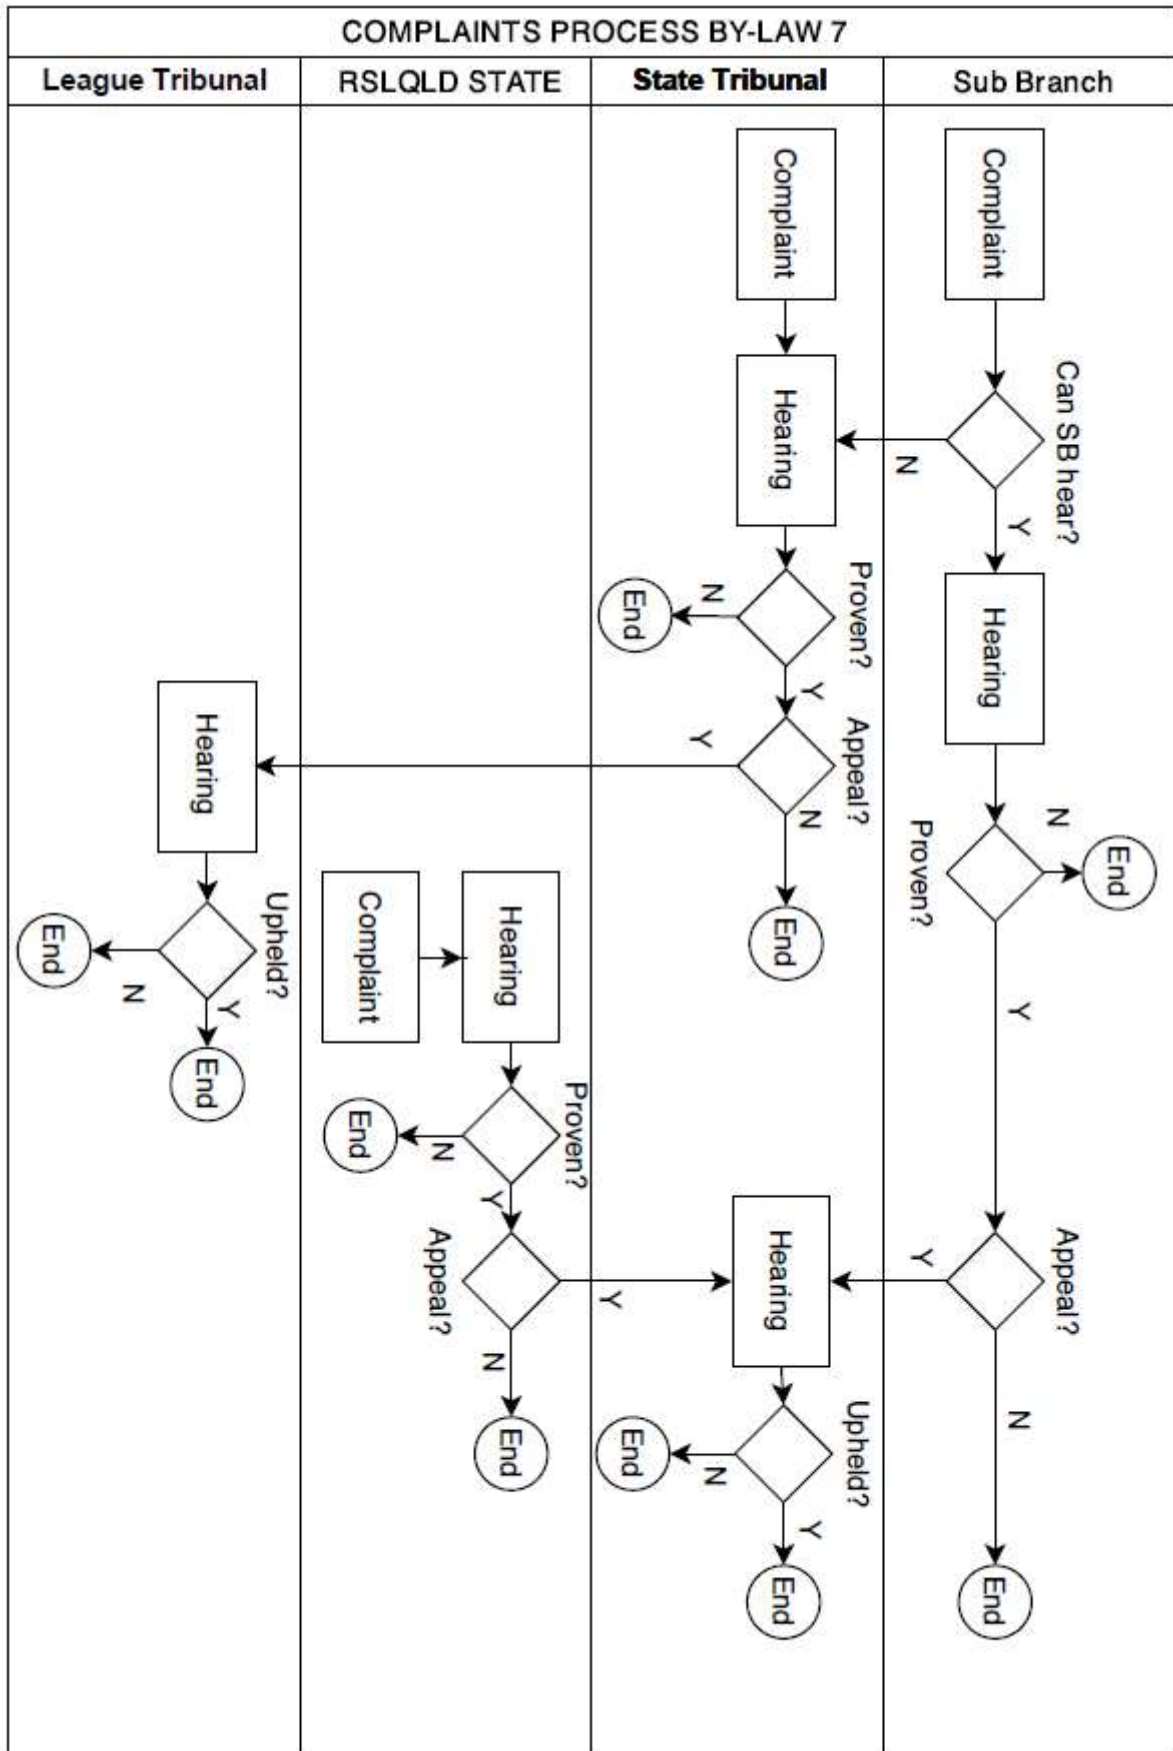 COMPLAINTS PROCESS BY-LAW 7
League Tribunal
RSLQLD STATE
State Tribunal
Sub Branch
Complaint
Can SB hear?
N
Y
Hearing
Proven?
N
End
Y
Appeal?
Y
N
End
Complaint
Hearing
Proven?
N
End
Y
Appeal?
Y
N
End
Hearing
Upheld?
N
End
Y
End
Complaint
Hearing
Proven?
N
End
Y
Appeal?
Y
N
End
Hearing
Upheld?
N
End
Y
End